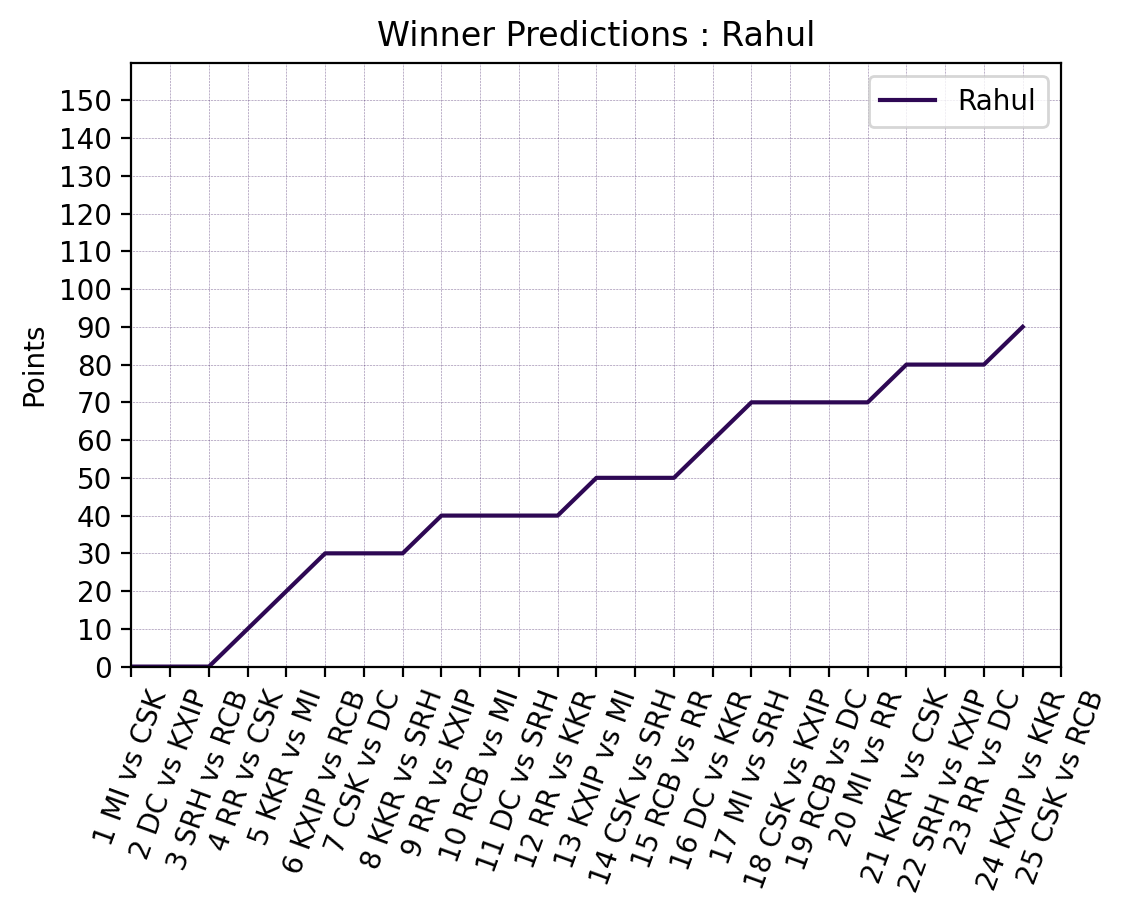 Winner Predictions : Rahul
Rahul
Points
150
140
130
120
110
100
90
80
70
60
50
40
30
20
10
0
1 MI vs CSK
2 DC vs KXIP
3 SRH vs RCB
4 RR vs CSK
5 KKR vs MI
6 KXIP vs RCB
7 CSK vs DC
8 KKR vs SRH
9 RR vs KXIP
10 RCB vs MI
11 DC vs SRH
12 RR vs KKR
13 KXIP vs MI
14 CSK vs SRH
15 RCB vs RR
16 DC vs KKR
17 MI vs SRH
18 CSK vs KXIP
19 RCB vs DC
20 MI vs RR
21 KKR vs CSK
22 SRH vs KXIP
23 RR vs DC
24 KXIP vs KKR
25 CSK vs RCB